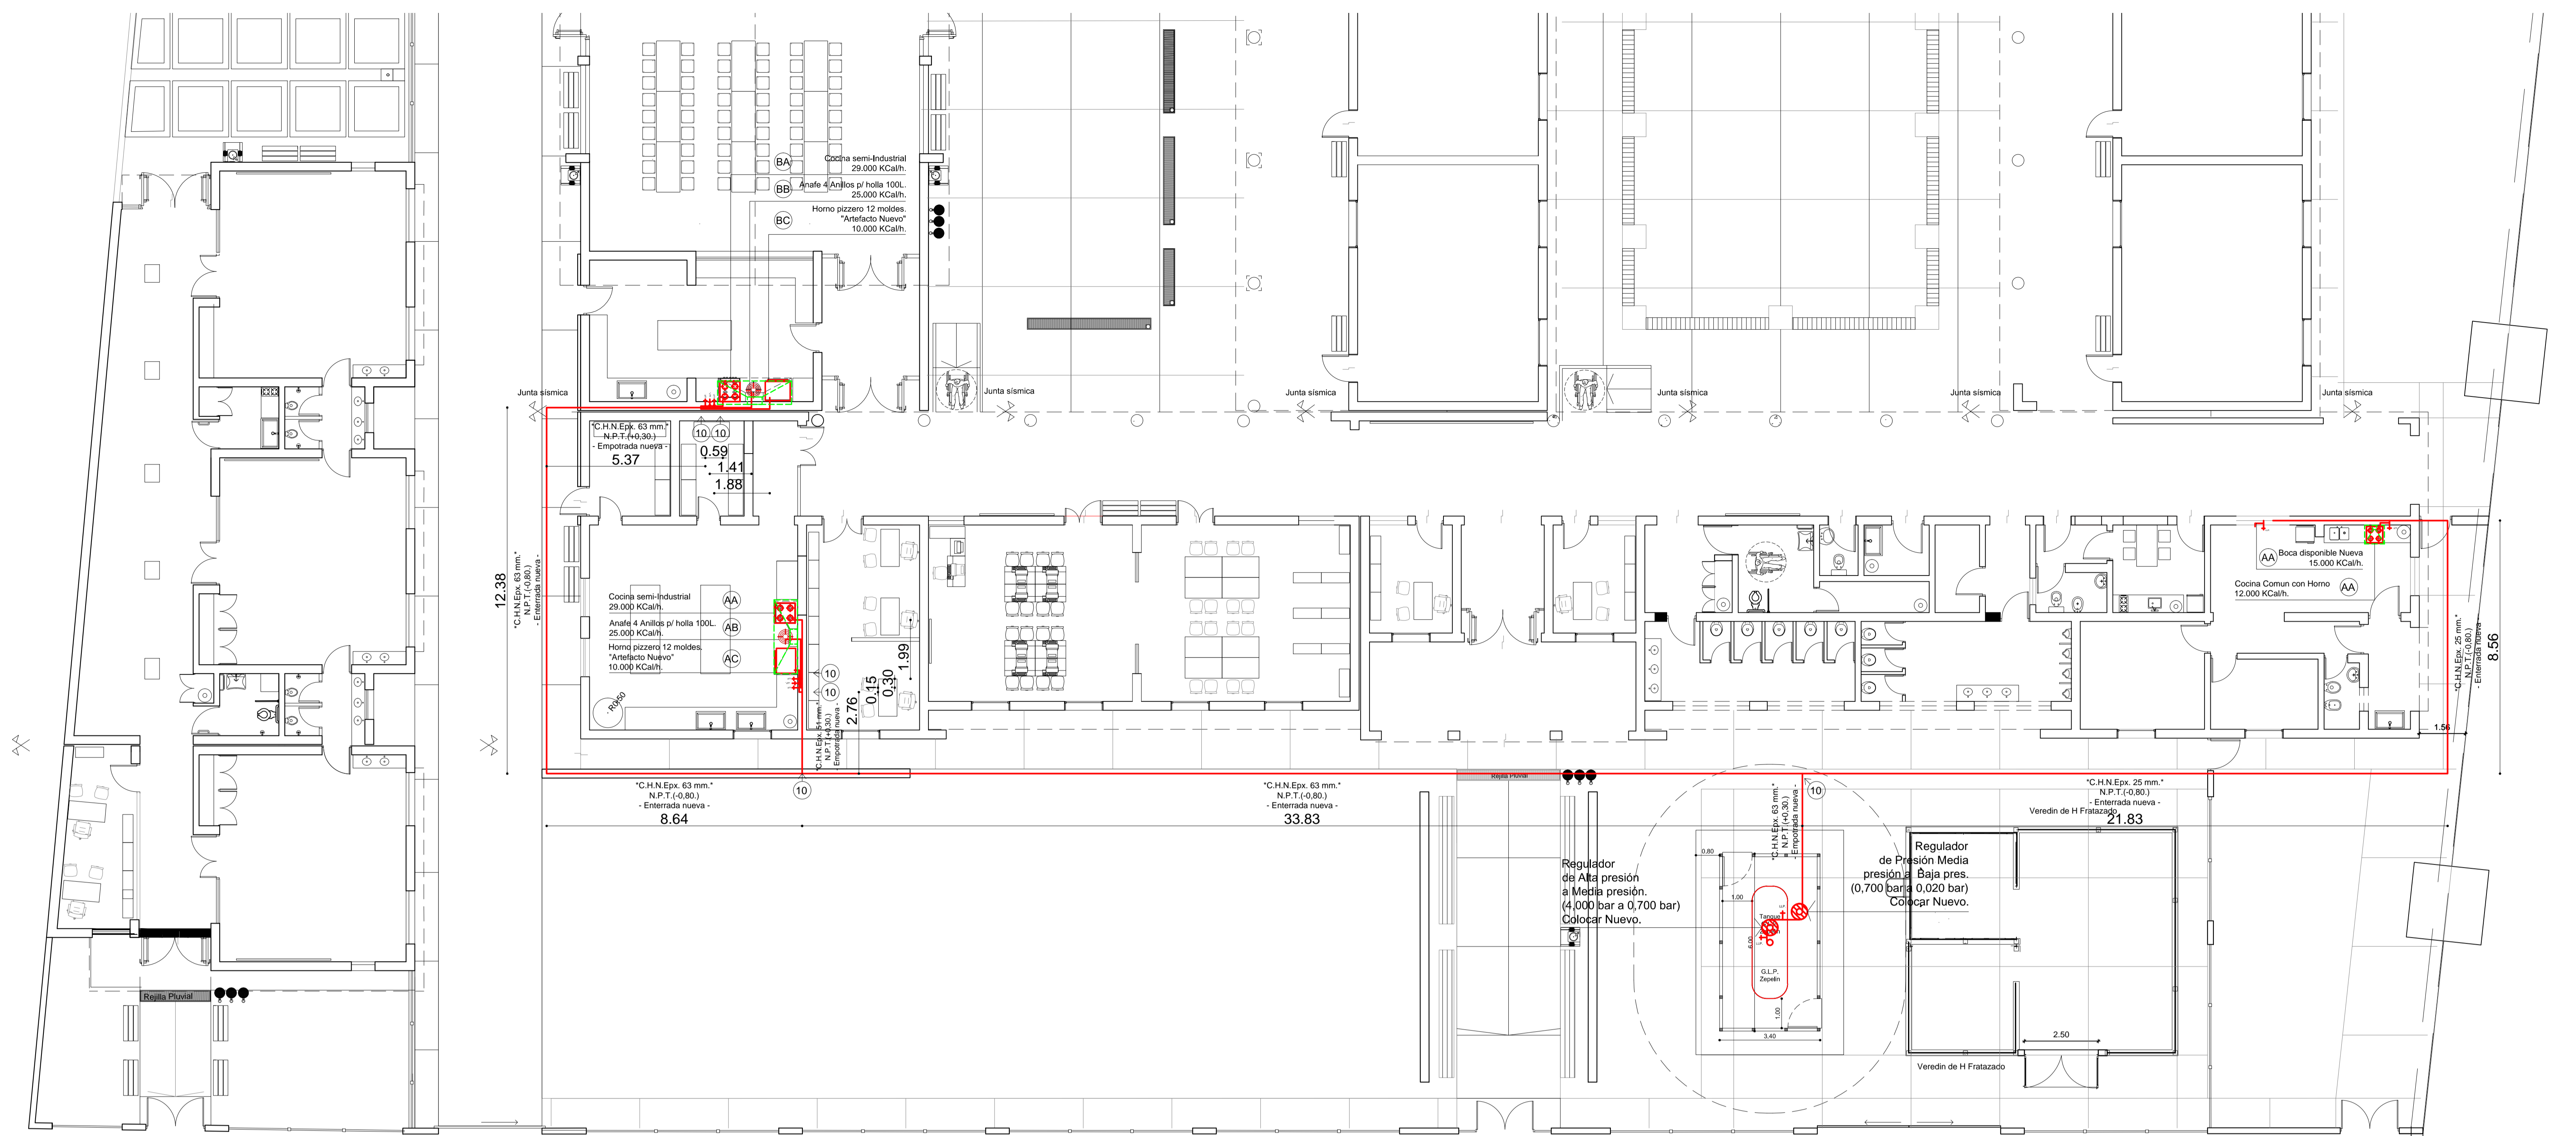 BA
Cocina semi-Industrial
29.000 KCal/h.
BB
Anafe 4 Anillos p/ holla 100L.
25.000 KCal/h.
BC
Horno pizzero 12 moldes.
"Artefacto Nuevo"
10.000 KCal/h.
Junta sísmica
Junta sísmica
Junta sísmica
Junta sísmica
Junta sísmica
Junta sísmica
"C.H.N.Epx. 63 mm."
N.P.T.(+0,30.)
- Empotrada nueva -
5.37
10
10
0.59
1.41
1.88
12.38
"C.H.N.Epx. 63 mm."
N.P.T.(-0,80.)
- Enterrada nueva -
Cocina semi-Industrial
29.000 KCal/h.
AA
Anafe 4 Anillos p/ holla 100L.
25.000 KCal/h.
AB
Horno pizzero 12 moldes.
"Artefacto Nuevo"
10.000 KCal/h.
AC
10
10
- R0050
"C.H.N.Epx. 51 mm."
N.P.T.(+0,30.)
- Empotrada nueva -
2.76
0.15
0.30
1.99
AA
Boca disponible Nueva
15.000 KCal/h.
Cocina Comun con Horno
12.000 KCal/h.
AA
"C.H.N.Epx. 25 mm."
N.P.T.(-0,80.)
- Enterrada nueva
8.56
1.56
"C.H.N.Epx. 63 mm."
N.P.T.(-0,80.)
- Enterrada nueva -
8.64
10
"C.H.N.Epx. 63 mm."
N.P.T.(-0,80.)
- Enterrada nueva -
33.83
Rejilla Pluvial
"C.H.N.Epx. 63 mm."
N.P.T.(+0,30.)
- Empotrada nueva -
10
"C.H.N.Epx. 25 mm."
N.P.T.(-0,80.)
- Enterrada nueva -
Veredin de H Fratazado
21.83
Regulador
de Alta presión
a Media presión.
(4,000 bar a 0,700 bar)
Colocar Nuevo.
Regulador
de Presión Media
presión a Baja pres.
(0,700 bar a 0,020 bar)
Colocar Nuevo.
0,80
1.00
Tanque
5,00
G.L.P.
Zepelin
1.00
3,40
2.50
Veredin de H Fratazado
Rejilla Pluvial